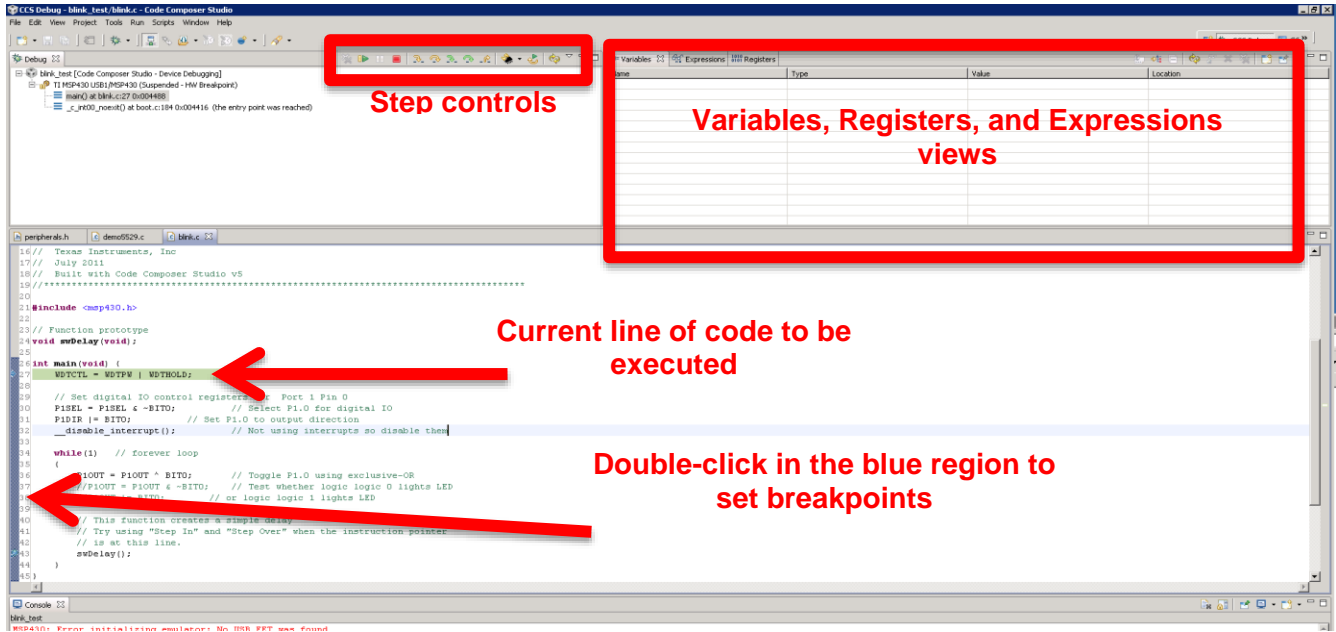 CCS Debug - blink_test/blink.c - Code Composer Studio
File Edit View Project Tools Run Scripts Window Help
Debug
Variables Expressions Registers
blink_test [Code Composer Studio - Device Debugging]
TI MSP430 USB1/MSP430 (Suspended - HW Breakpoint)
main() at blink.c:27 0x004488
_c_int00_noexit() at boot.c:184 0x004416 (the entry point was reached)
Type Value Location
Step controls
Variables, Registers, and Expressions
views
peripherals.h demo5529.c blink.c
16// Texas Instruments, Inc
17// July 2011
18// Built with Code Composer Studio v5
19//
20
21#include <msp430.h>
22
23// Function prototype
24void swDelay(void);
25
26int main(void) {
27 WDTCTL = WDTPW | WDTHOLD;
28
29 // Set digital IO control registers Port 1 Pin 0
30 P1SEL = P1SEL & ~BIT0; // Select P1.0 for digital IO
31 P1DIR |= BIT0; // Set P1.0 to output direction
32 __disable_interrupt(); // Not using interrupts so disable them
33
34 while(1) // forever loop
35 {
36 P1OUT = P1OUT ^ BIT0; // Toggle P1.0 using exclusive-OR
37 //P1OUT = P1OUT & ~BIT0; // Test whether logic logic 0 lights LED
38 BIT0; // or logic logic 1 lights LED
39
40 // This function creates a simple delay
41 // Try using "Step In" and "Step Over" when the instruction pointer
42 // is at this line.
43 swDelay();
44 }
45}
Current line of code to be
executed
Double-click in the blue region to
set breakpoints
Console
blink_test
MSP430: Error initializing emulator: No USB FET was found